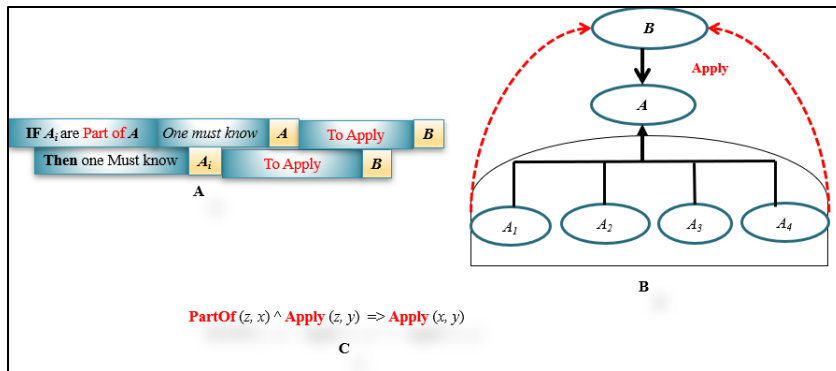 IF Ai are Part of A One must know A To Apply B
Then one Must know Ai To Apply B
A
B
Apply
A
A1 A2 A3 A4
B
PartOf (z, x) ^ Apply (z, y) => Apply (x, y)
C